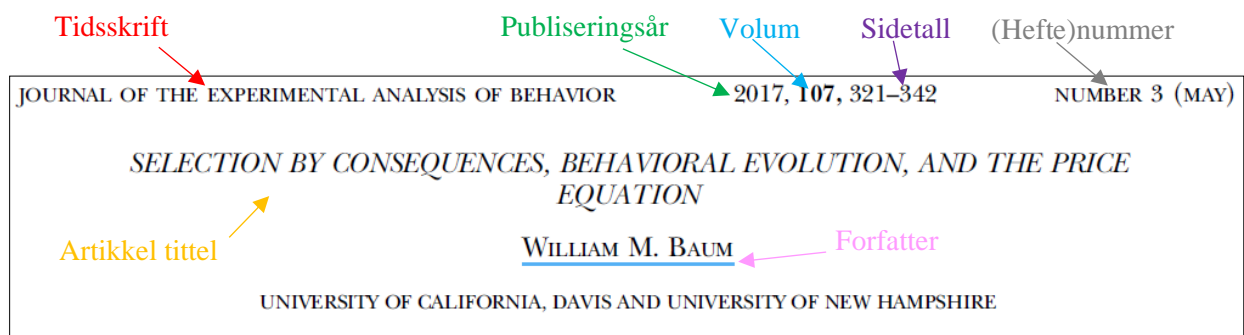 Tidsskrift Publiseringsår Volum Sidetall (Hefte)nummer
JOURNAL OF THE EXPERIMENTAL ANALYSIS OF BEHAVIOR 2017, 107, 321–342 NUMBER 3 (MAY)
SELECTION BY CONSEQUENCES, BEHAVIORAL EVOLUTION, AND THE PRICE
EQUATION
Artikkel tittel
WILLIAM M. BAUM Forfatter
UNIVERSITY OF CALIFORNIA, DAVIS AND UNIVERSITY OF NEW HAMPSHIRE